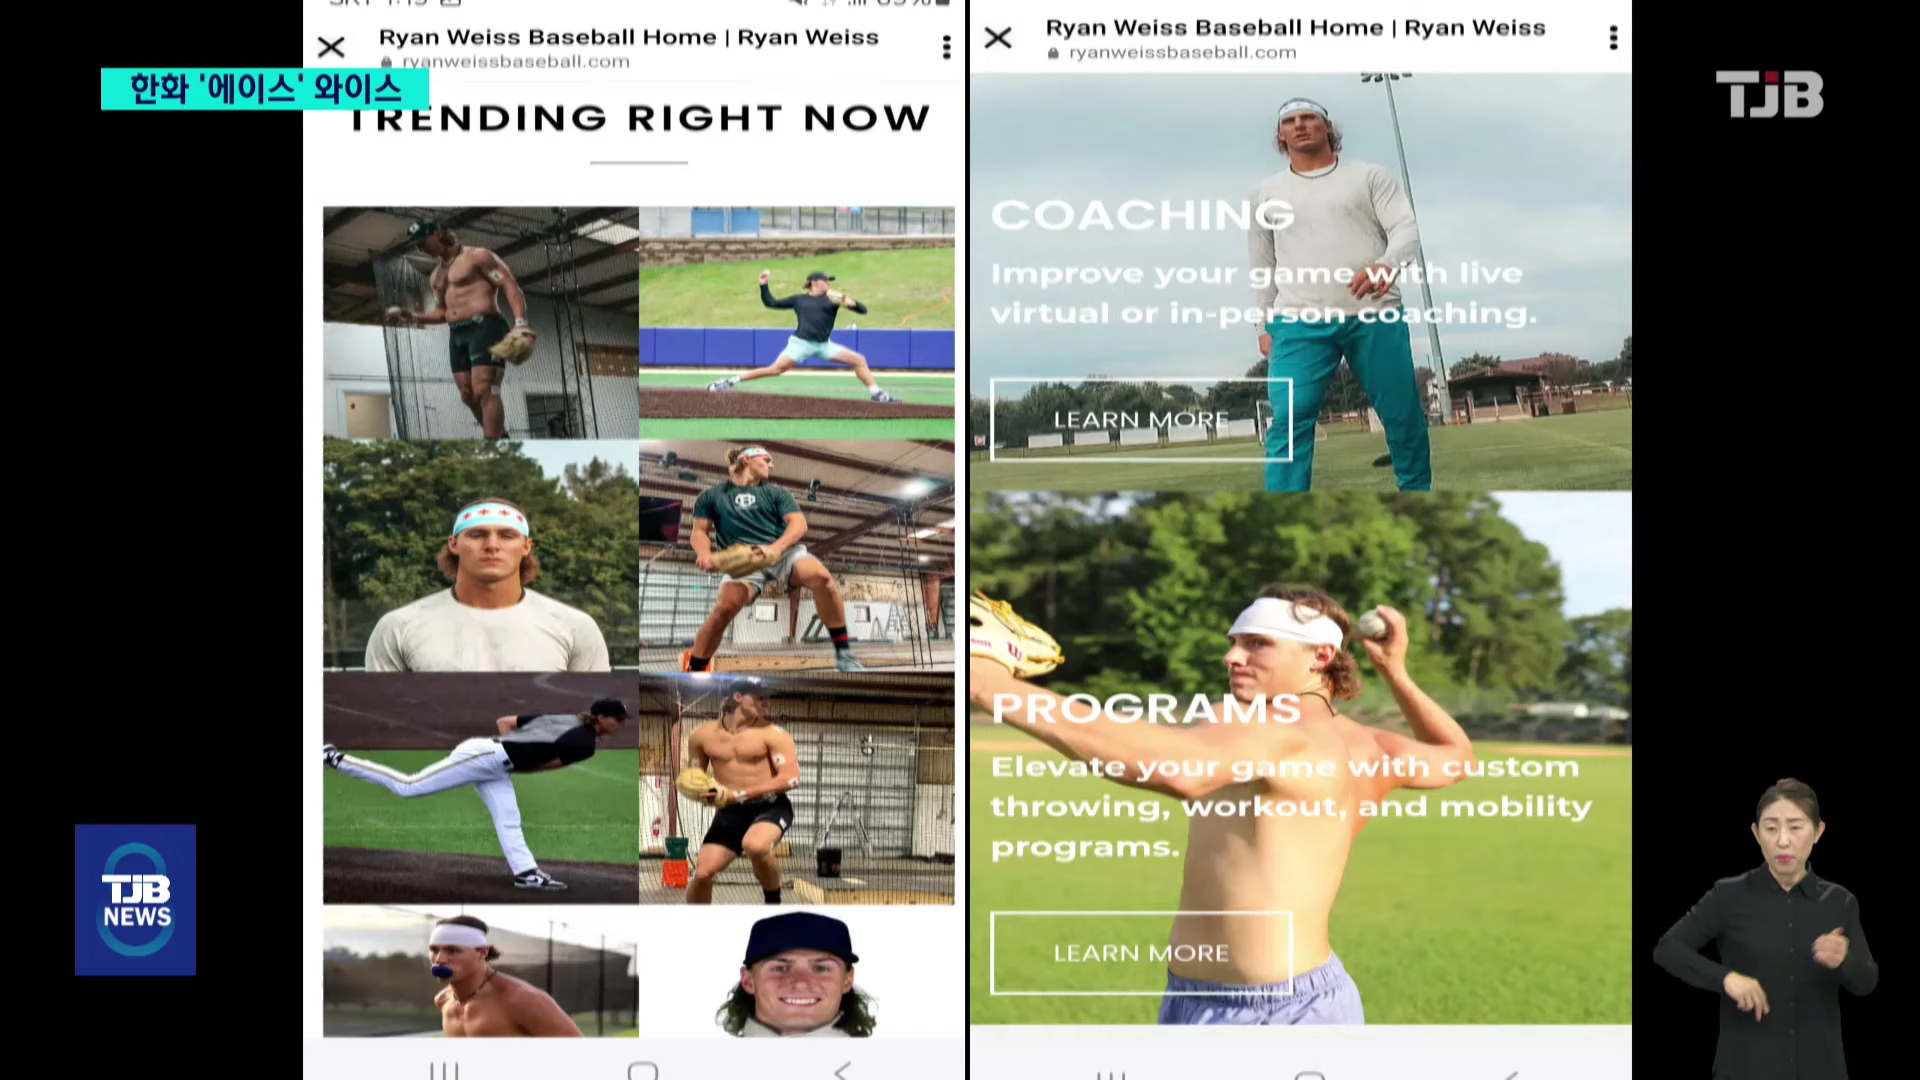 Ryan Weiss Baseball Home | Ryan Weiss
ryanweissbaseball.com
한화 '에이스' 와이스
TRENDING RIGHT NOW
Ryan Weiss Baseball Home | Ryan Weiss
ryanweissbaseball.com
COACHING
Improve your game with live
virtual or in-person coaching.
LEARN MORE
PROGRAMS
Elevate your game with custom
throwing, workout, and mobility
programs.
LEARN MORE
TJB
TJB
NEWS